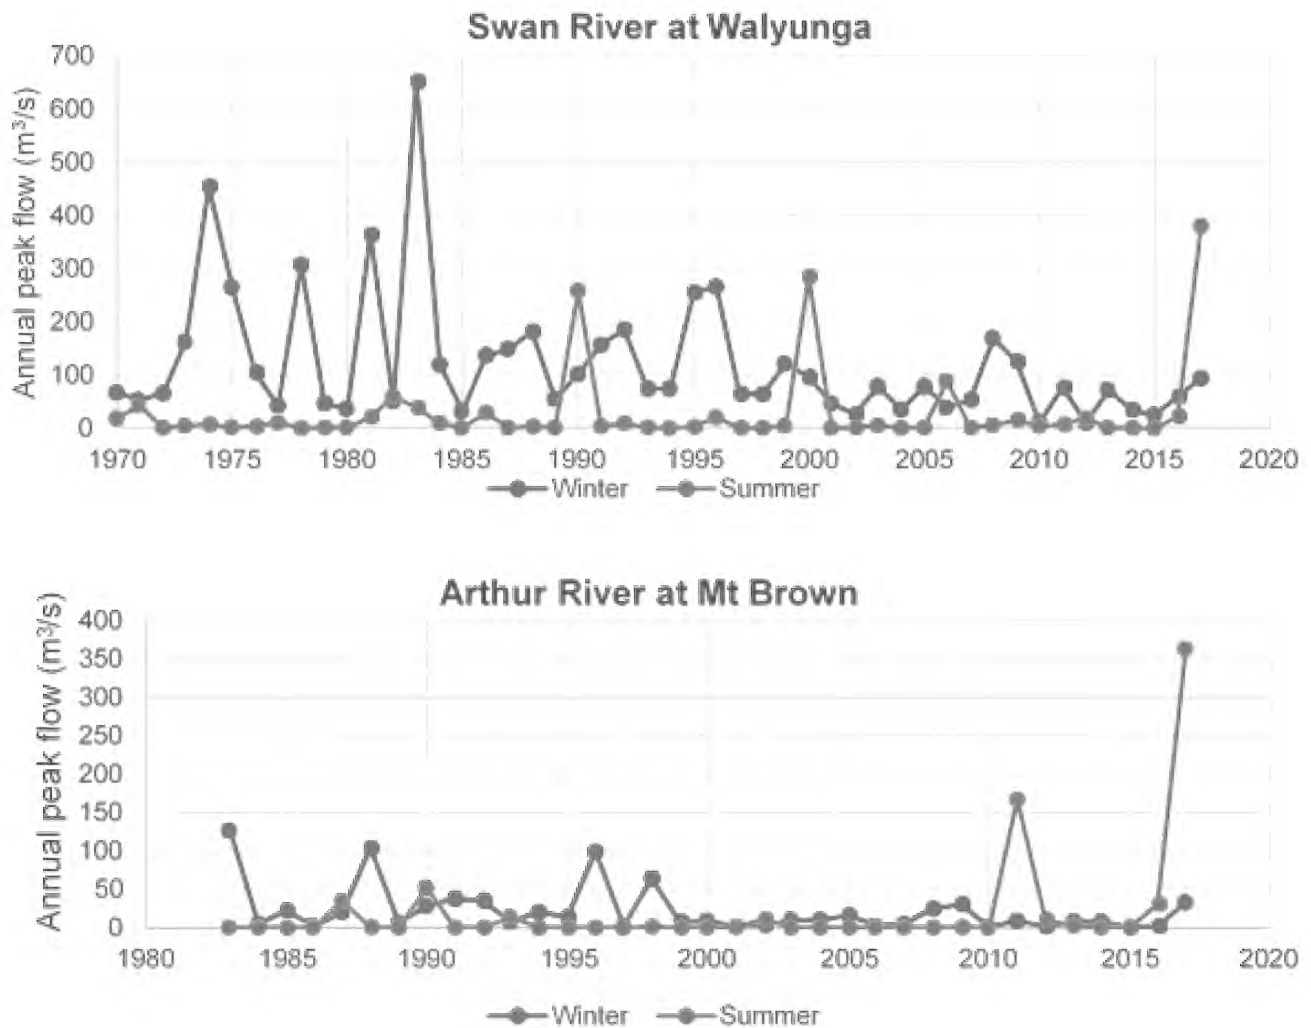 Swan River at Walyunga
Annual peak flow (m³/s)
700
600
500
400
300
200
100
0
1970 1975 1980 1985 1990 1995 2000 2005 2010 2015 2020
Winter Summer
Arthur River at Mt Brown
Annual peak flow (m³/s)
400
350
300
250
200
150
100
50
0
1980 1985 1990 1995 2000 2005 2010 2015 2020
Winter Summer